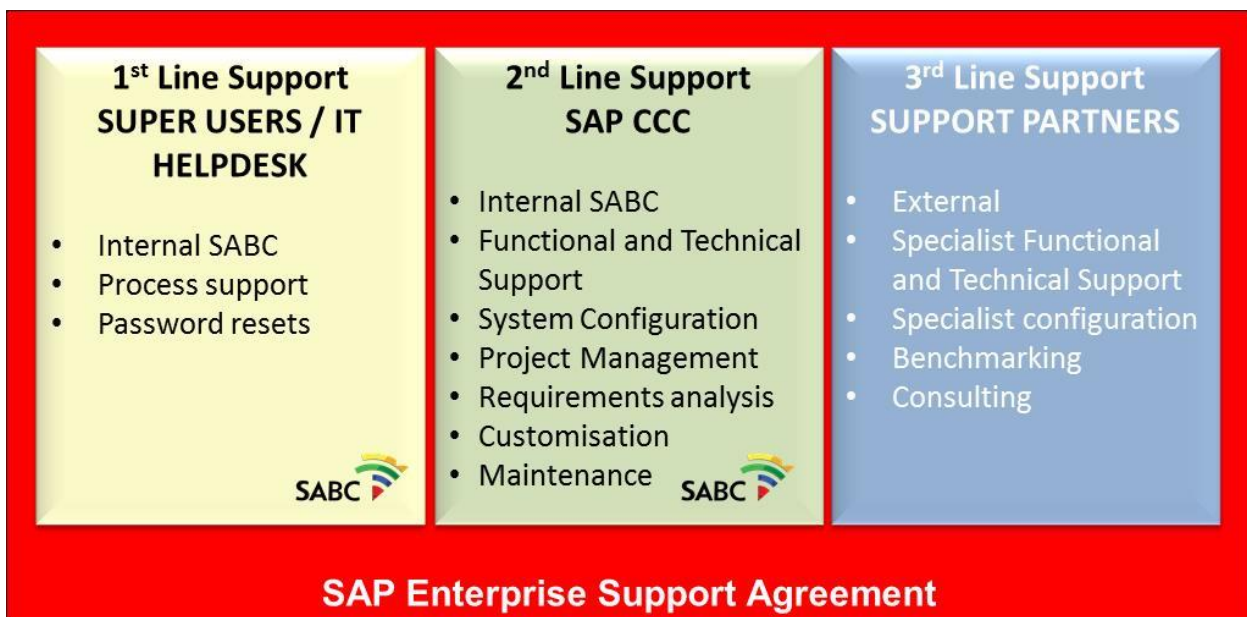 1st Line Support
SUPER USERS / IT
HELPDESK
• Internal SABC
• Process support
• Password resets
SABC
2nd Line Support
SAP CCC
• Internal SABC
• Functional and Technical
Support
• System Configuration
• Project Management
• Requirements analysis
• Customisation
• Maintenance
SABC
3rd Line Support
SUPPORT PARTNERS
• External
• Specialist Functional
and Technical Support
• Specialist configuration
• Benchmarking
• Consulting
SAP Enterprise Support Agreement